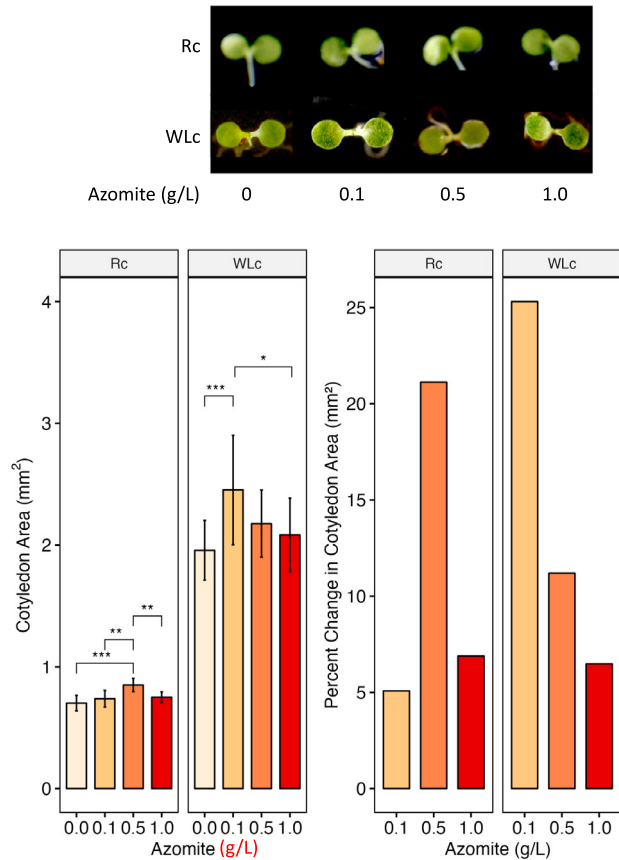 Rc
WLc
Azomite (g/L) 0 0.1 0.5 1.0
Rc WLc
Cotyledon Area (mm²)
4
3
2
1
0
***
**
**
***
*
0.0 0.1 0.5 1.0 0.0 0.1 0.5 1.0
Azomite (g/L)
Rc WLc
Percent Change in Cotyledon Area (mm²)
25
20
15
10
5
0
0.1 0.5 1.0 0.1 0.5 1.0
Azomite (g/L)